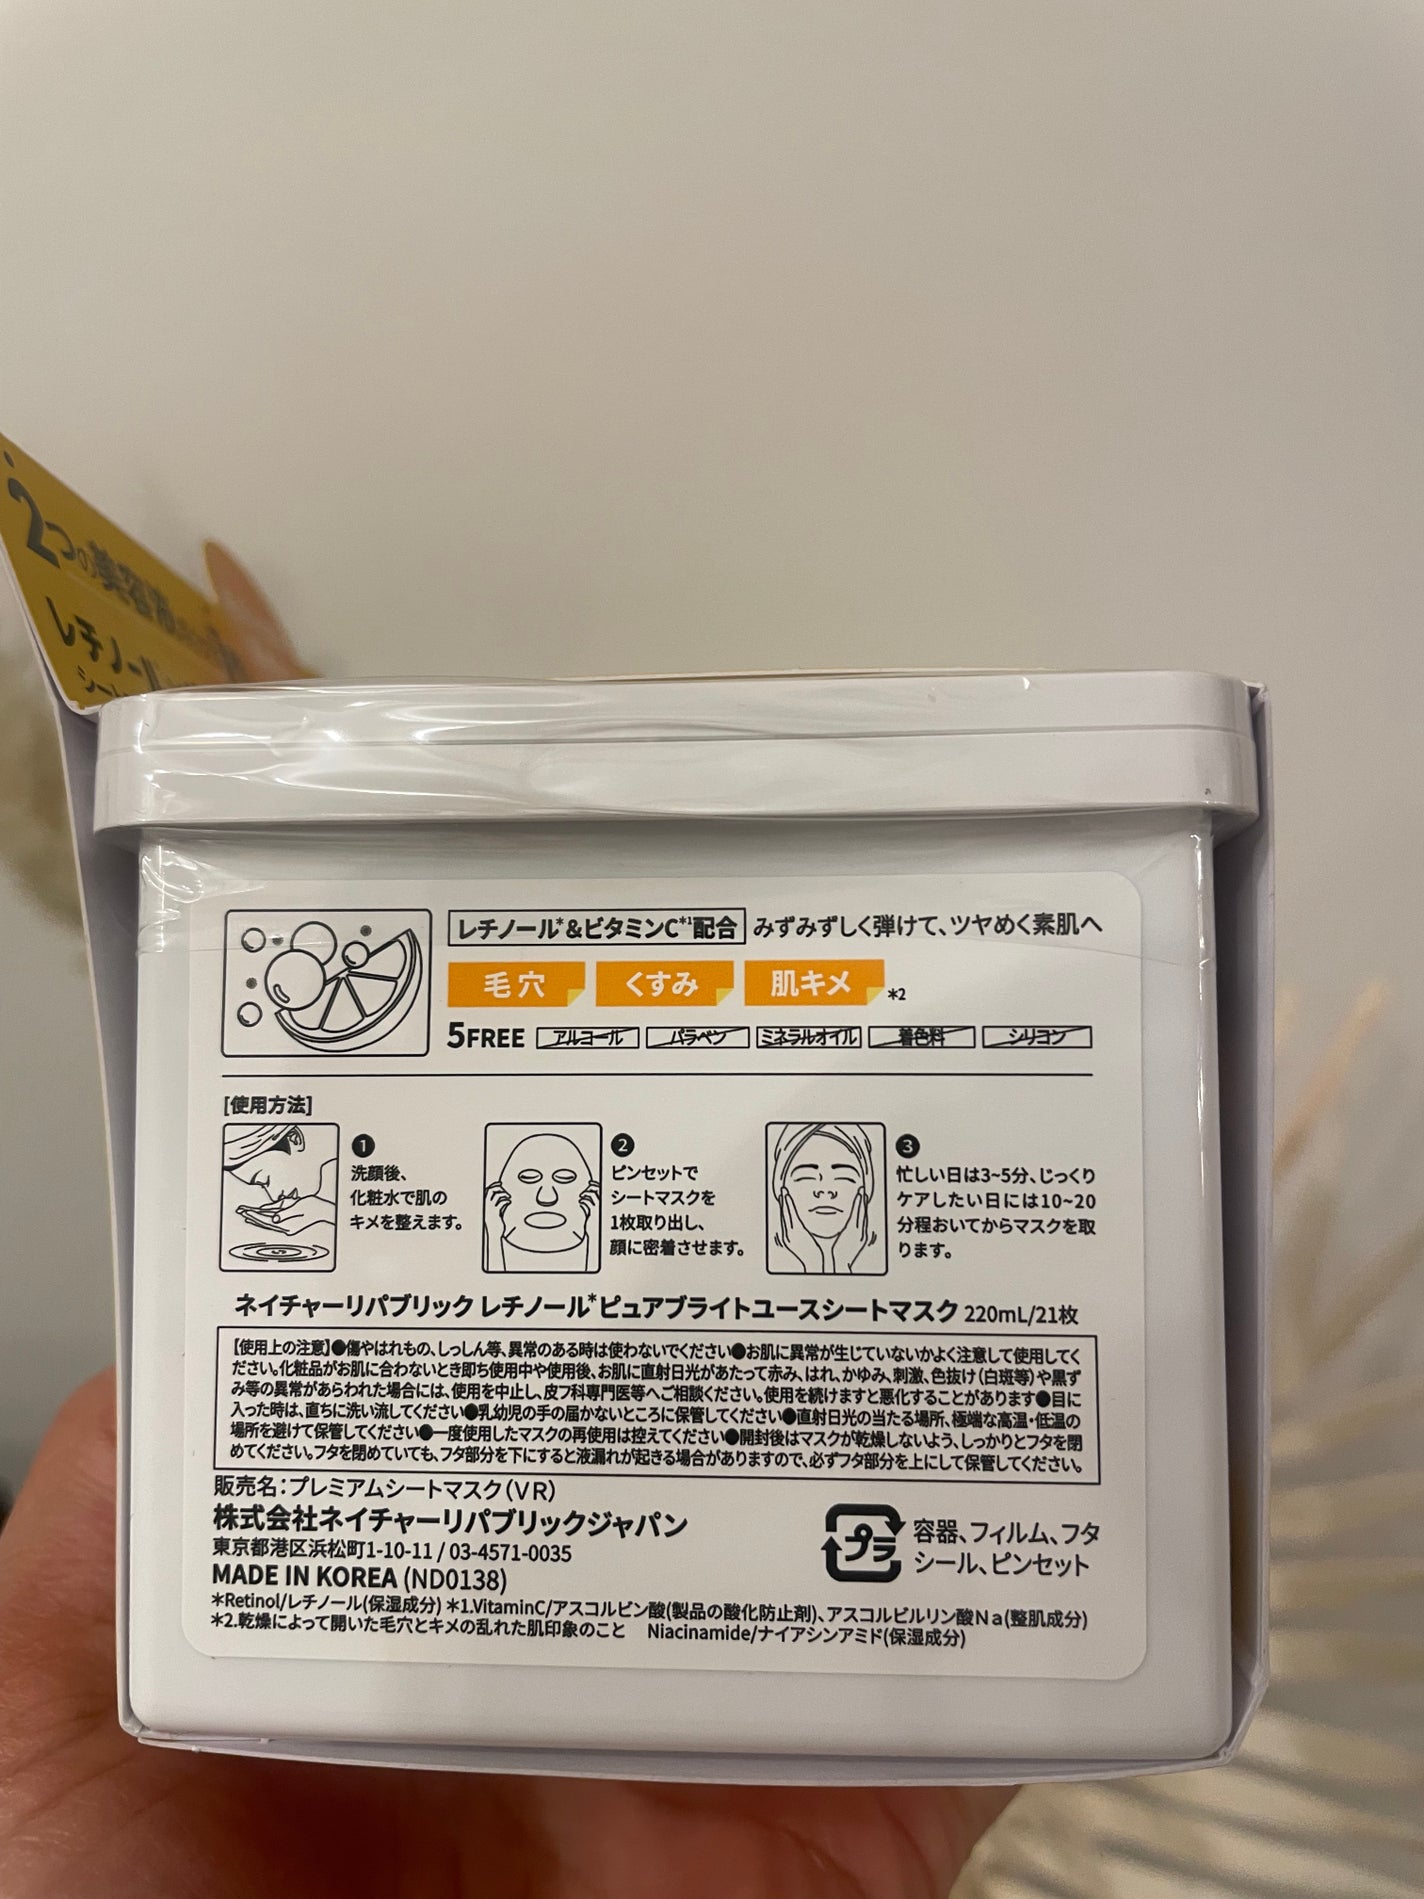 2つの美容液
レチノール
シー
レチノール*&ビタミンC*1配合 みずみずしく弾けて、ツヤめく素肌へ
毛穴 くすみ 肌キメ *2
5FREE アルコール パラベン ミネラルオイル 着色料 シリコン
[使用方法]
1
洗顔後、
化粧水で肌の
キメを整えます。
2
ピンセットで
シートマスクを
1枚取り出し、
顔に密着させます。
3
忙しい日は3~5分、じっくり
ケアしたい日には10~20
分程おいてからマスクを取
ります。
ネイチャーリパブリック レチノール*ピュアブライトユースシートマスク 220mL/21枚
【使用上の注意】●傷やはれもの、しっしん等、異常のある時は使わないでください●お肌に異常が生じていないかよく注意して使用してく
ださい。化粧品がお肌に合わないとき即ち使用中や使用後、お肌に直射日光があたって赤み、はれ、かゆみ、刺激、色抜け(白斑等)や黒ず
み等の異常があらわれた場合には、使用を中止し、皮フ科専門医等へご相談ください。使用を続けますと悪化することがあります●目に
入った時は、直ちに洗い流してください●乳幼児の手の届かないところに保管してください●直射日光の当たる場所、極端な高温・低温の
場所を避けて保管してください●一度使用したマスクの再使用は控えてください●開封後はマスクが乾燥しないよう、しっかりとフタを閉
めてください。フタを閉めていても、フタ部分を下にすると液漏れが起きる場合がありますので、必ずフタ部分を上にして保管してください。
販売名：プレミアムシートマスク(VR)
株式会社ネイチャーリパブリックジャパン
東京都港区浜松町1-10-11 / 03-4571-0035
MADE IN KOREA (ND0138)
プラ
容器、フィルム、フタ
シール、ピンセット
*Retinol/レチノール(保湿成分) *1.VitaminC/アスコルビン酸(製品の酸化防止剤)、アスコルビルリン酸Na(整肌成分)
*2.乾燥によって開いた毛穴とキメの乱れた肌印象のこと Niacinamide/ナイアシンアミド(保湿成分)